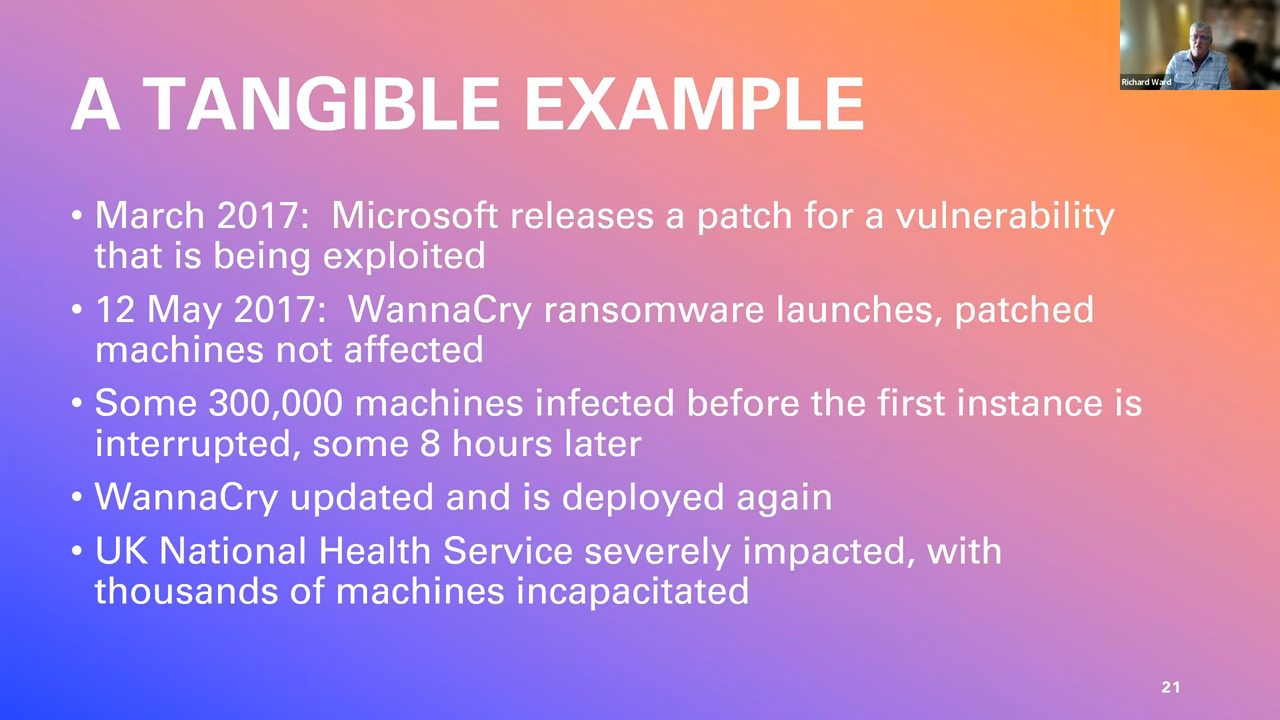 Richard Ward
A TANGIBLE EXAMPLE
• March 2017:  Microsoft releases a patch for a vulnerability
that is being exploited
• 12 May 2017:  WannaCry ransomware launches, patched
machines not affected
• Some 300,000 machines infected before the first instance is
interrupted, some 8 hours later
• WannaCry updated and is deployed again
• UK National Health Service severely impacted, with
thousands of machines incapacitated
21